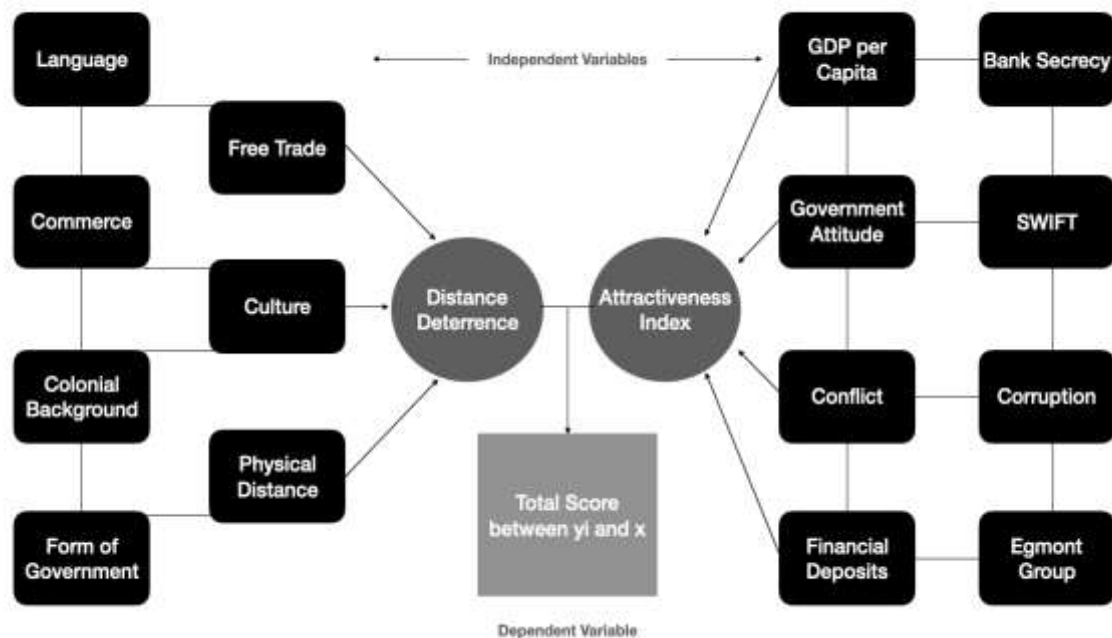 Language
Free Trade
Commerce
Culture
Colonial
Background
Physical
Distance
Form of
Government
Independent Variables
Distance
Deterrence
Attractiveness
Index
Total Score
between yi and x
Dependent Variable
GDP per
Capita
Bank Secrecy
Government
Attitude
SWIFT
Conflict
Corruption
Financial
Deposits
Egmont
Group